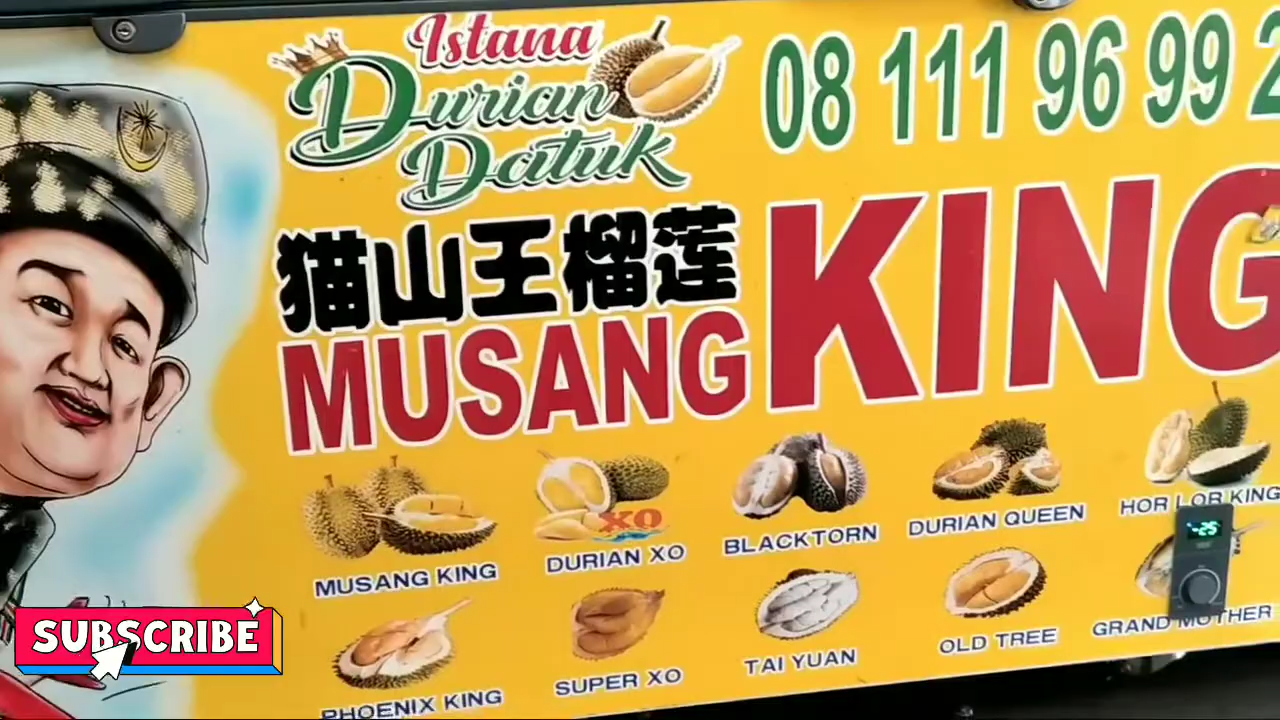 Istana
Durian
Datuk
08 111 96 99 2
猫山王榴莲
MUSANG KING
MUSANG KING
DURIAN XO
XO
BLACKTORN
DURIAN QUEEN
HOR LOR KING
PHOENIX KING
SUPER XO
TAI YUAN
OLD TREE
GRAND MOTHER
-25
SUBSCRIBE